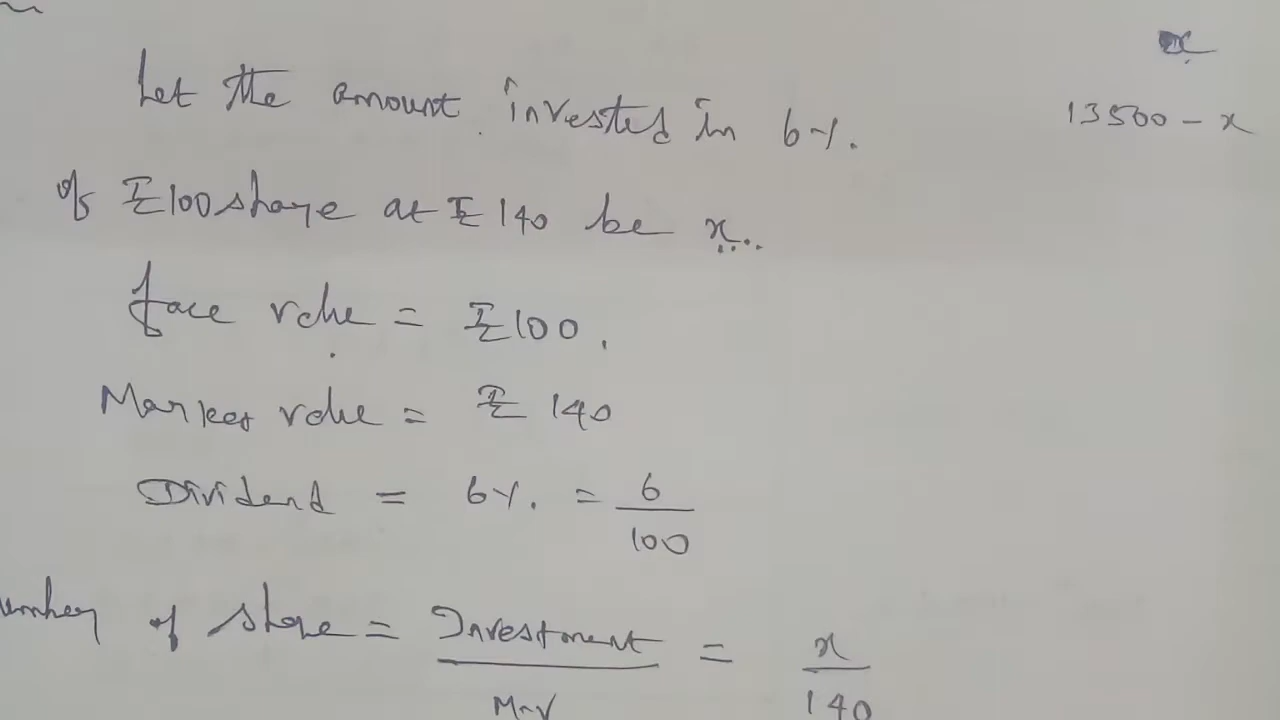 x
Let the amount invested in 6%.
13500 - x
of ₹100 share at ₹140 be x...
face value = ₹100.
Market value = ₹140
Dividend = 6% = 6/100
umber of share = Investment/M.V = x/140